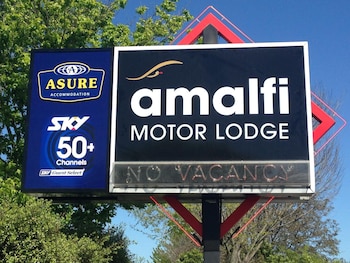 ASURE
ACCOMMODATION
SKY
50+
Channels
amalfi
MOTOR LODGE
NO VACANCY